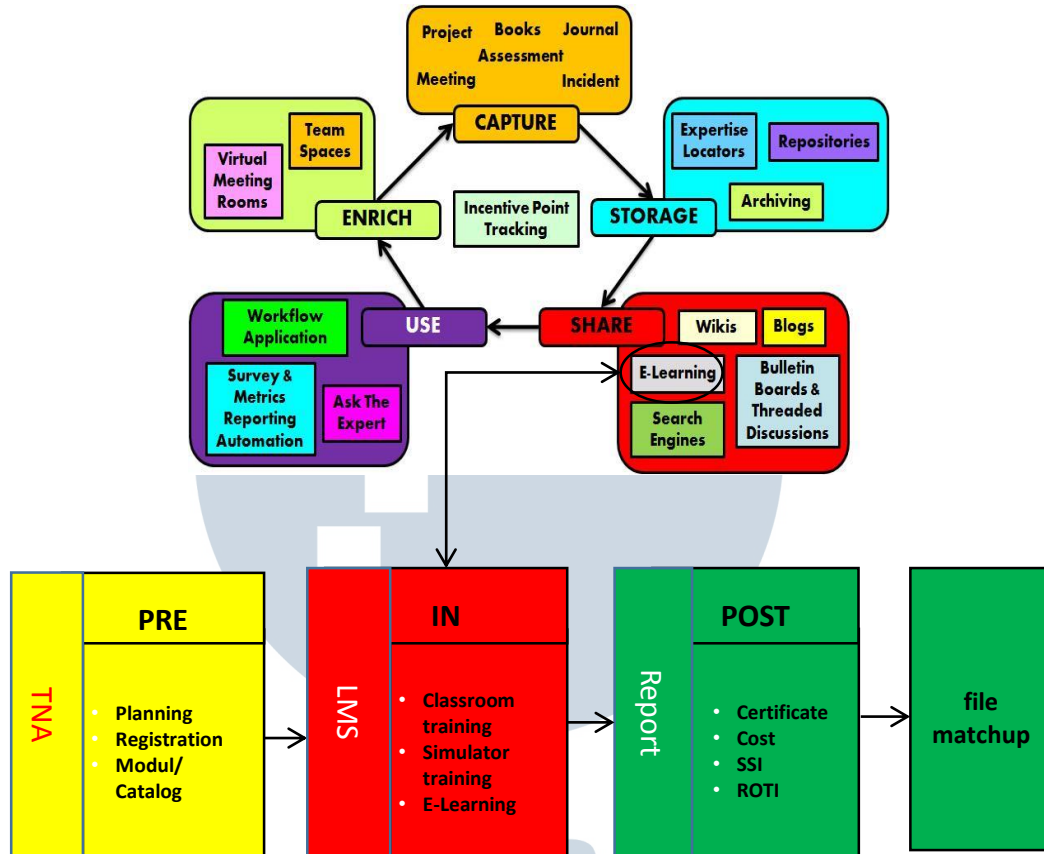 Project Books Journal
Assessment
Meeting Incident
CAPTURE
Team
Spaces
Virtual
Meeting
Rooms
ENRICH
Incentive Point
Tracking
Expertise
Locators
Repositories
Archiving
STORAGE
Workflow
Application
USE
Survey &
Metrics
Reporting
Automation
Ask The
Expert
SHARE
Wikis
Blogs
E-Learning
Search
Engines
Bulletin
Boards &
Threaded
Discussions
TNA
PRE
• Planning
• Registration
• Modul/
Catalog
LMS
IN
• Classroom
training
• Simulator
training
• E-Learning
Report
POST
• Certificate
• Cost
• SSI
• ROTI
file
matchup